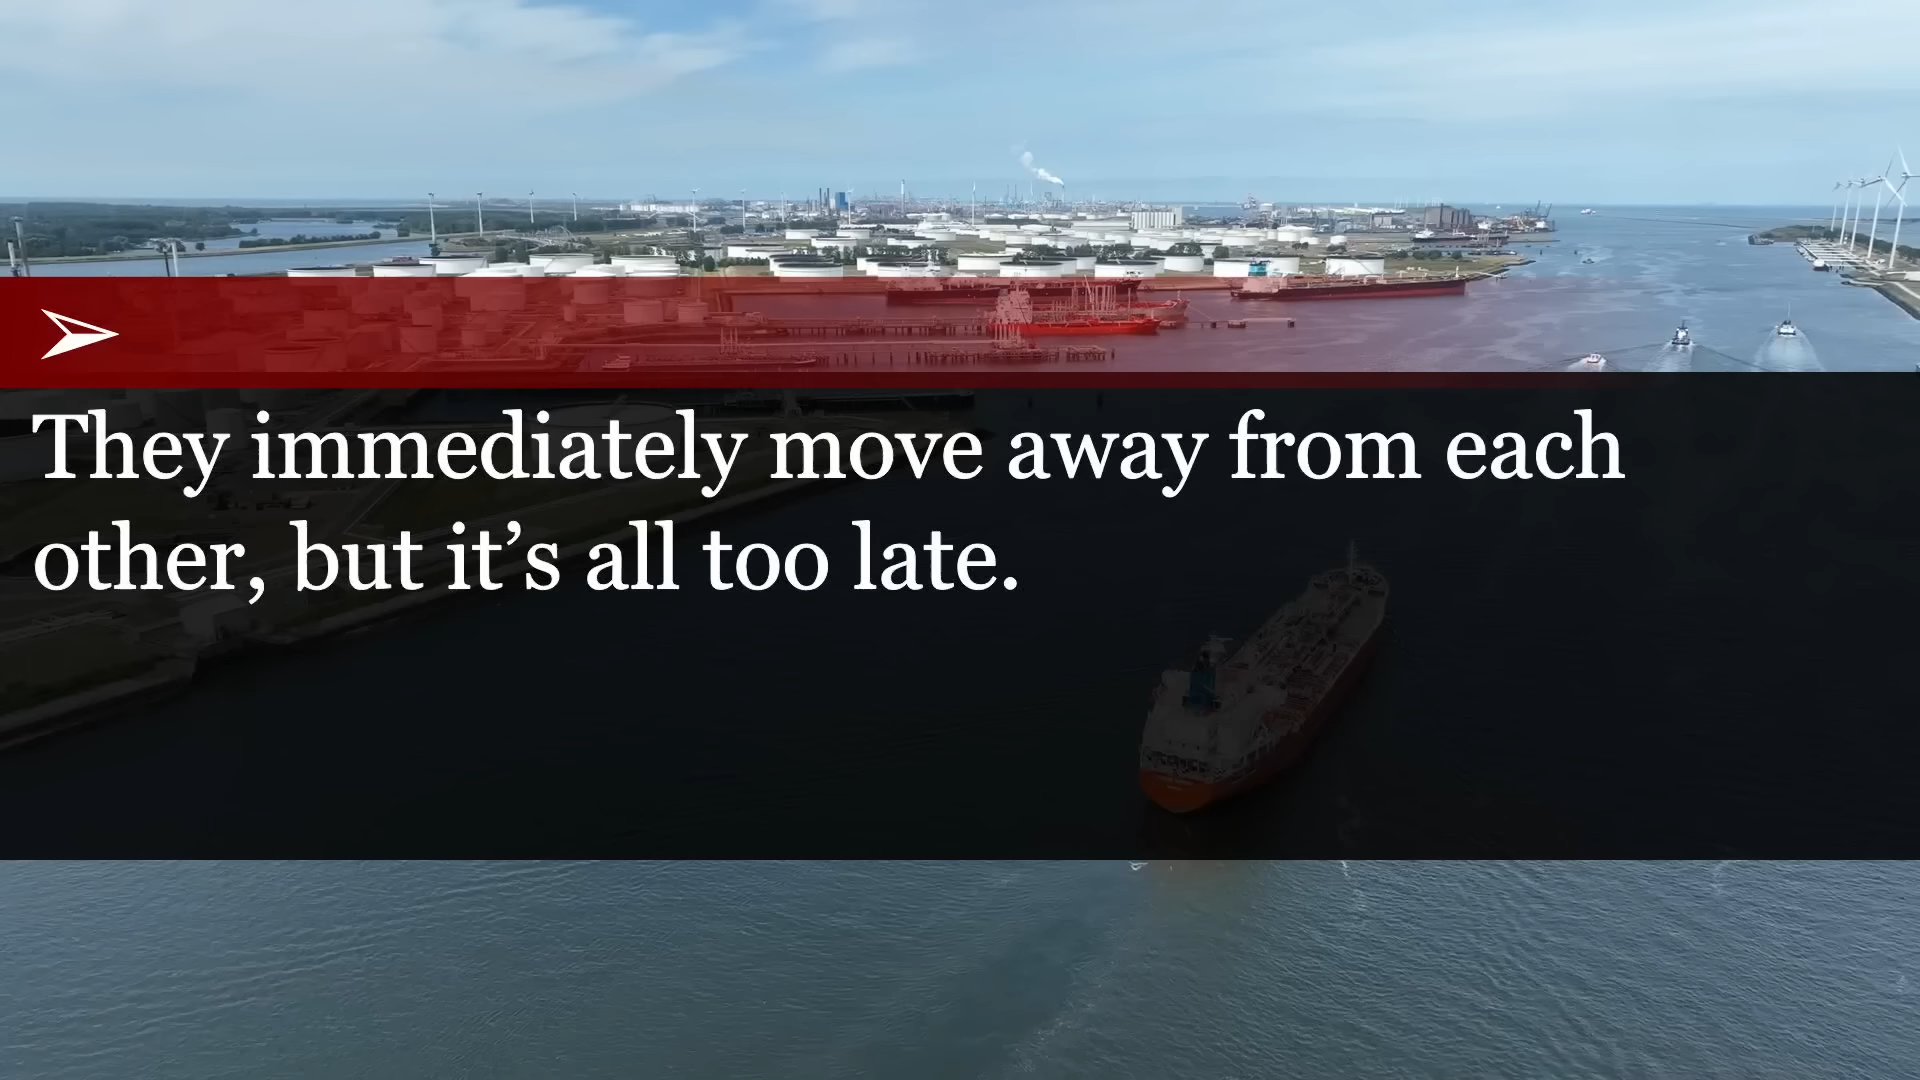 They immediately move away from each
other, but it’s all too late.